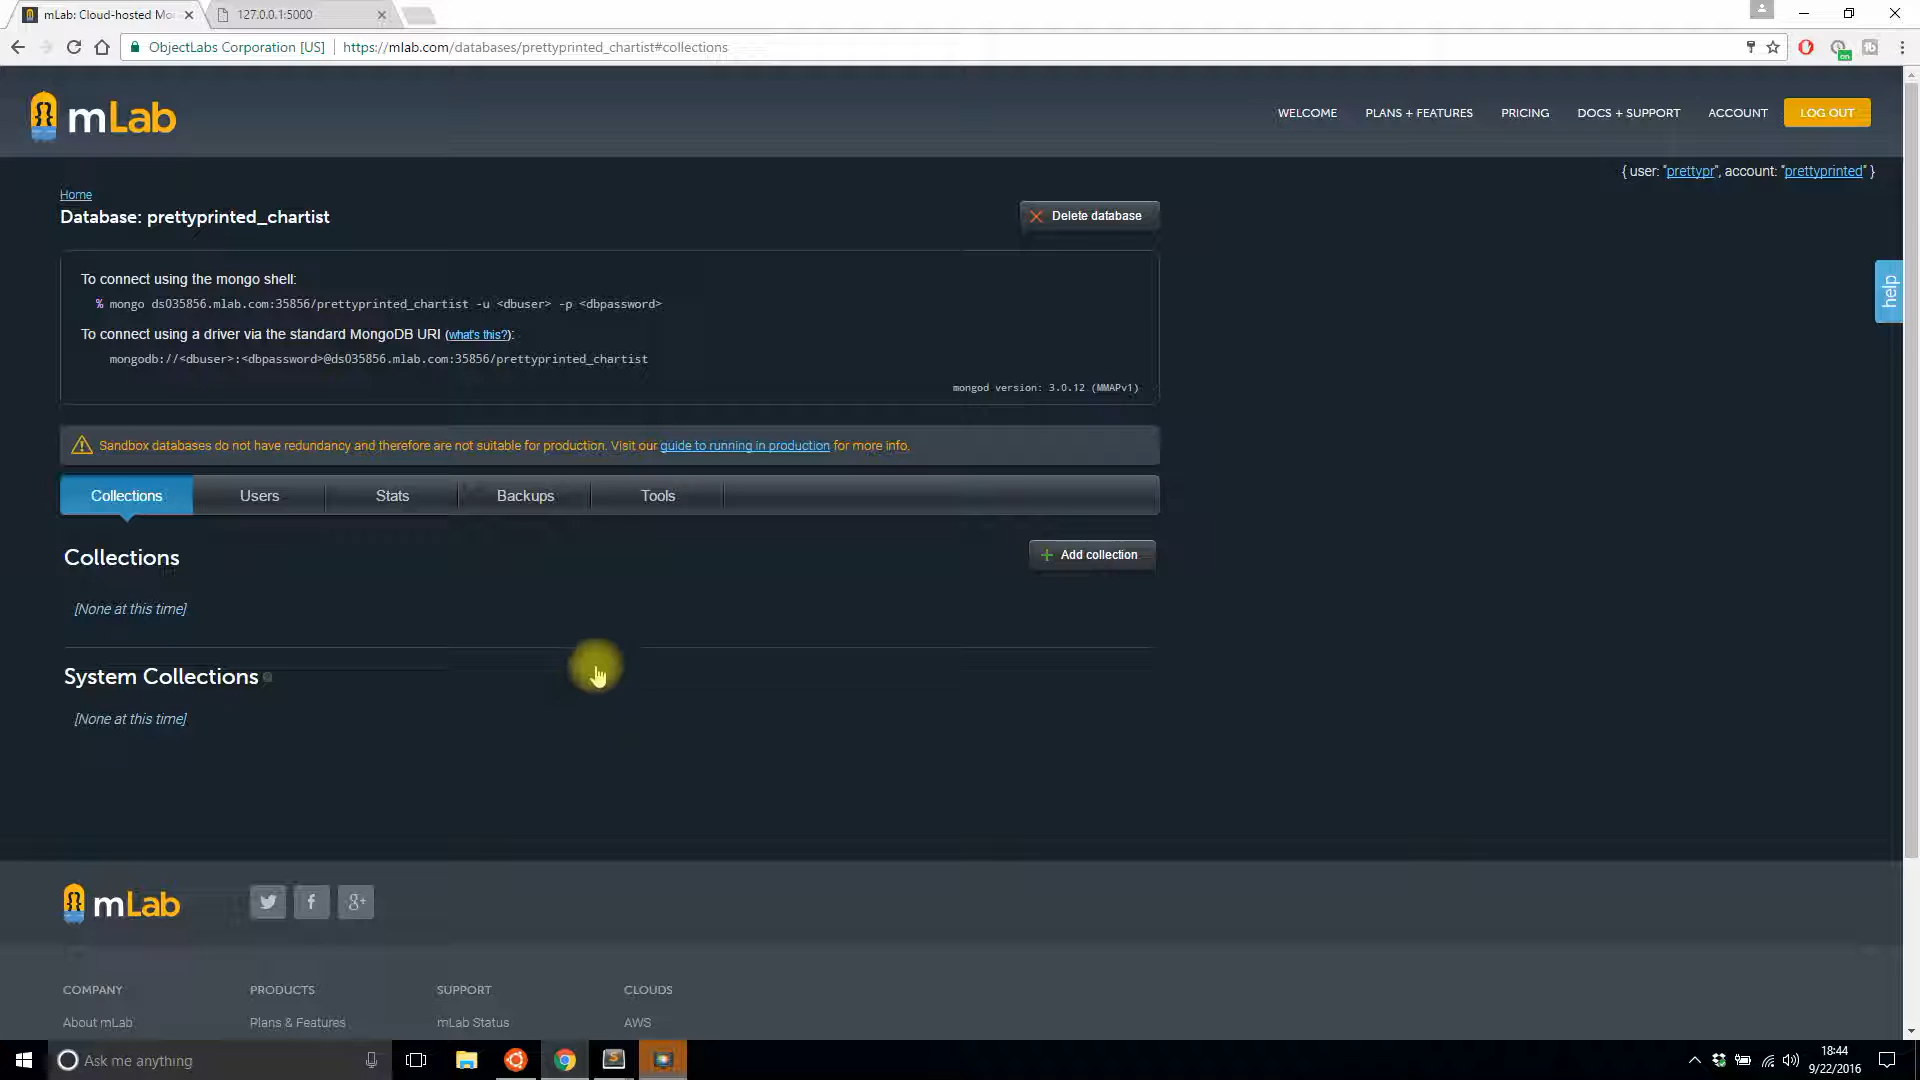 mLab: Cloud-hosted Mo
127.0.0.1:5000
ObjectLabs Corporation [US]
https://mlab.com/databases/prettyprinted_chartist#collections
mLab
WELCOME
PLANS + FEATURES
PRICING
DOCS + SUPPORT
ACCOUNT
LOG OUT
{ user: "prettypr", account: "prettyprinted" }
Home
Database: prettyprinted_chartist
Delete database
To connect using the mongo shell:
% mongo ds035856.mlab.com:35856/prettyprinted_chartist -u <dbuser> -p <dbpassword>
To connect using a driver via the standard MongoDB URI (what's this?):
mongodb://<dbuser>:<dbpassword>@ds035856.mlab.com:35856/prettyprinted_chartist
mongod version: 3.0.12 (MMAPv1)
help
Sandbox databases do not have redundancy and therefore are not suitable for production. Visit our guide to running in production for more info.
Collections
Users
Stats
Backups
Tools
Collections
Add collection
[None at this time]
System Collections
[None at this time]
mLab
COMPANY
PRODUCTS
SUPPORT
CLOUDS
About mLab
Plans & Features
mLab Status
AWS
Ask me anything
18:44
9/22/2016